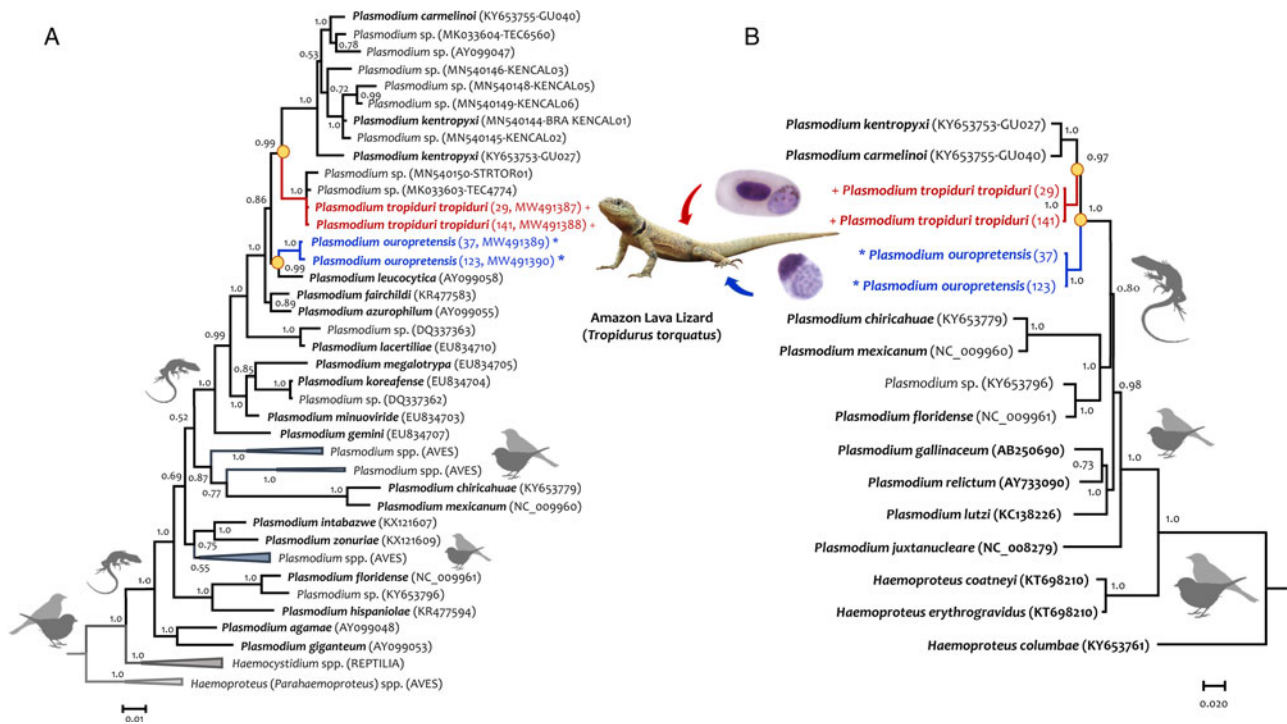 A
Plasmodium carmelinoi (KY653755-GU040)
Plasmodium sp. (MK033604-TEC6560)
Plasmodium sp. (AY099047)
Plasmodium sp. (MN540146-KENCAL03)
Plasmodium sp. (MN540148-KENCAL05)
Plasmodium sp. (MN540149-KENCAL06)
Plasmodium kentropyxi (MN540144-BRA KENCAL01)
Plasmodium sp. (MN540145-KENCAL02)
Plasmodium kentropyxi (KY653753-GU027)
Plasmodium sp. (MN540150-STRTOR01)
Plasmodium sp. (MK033603-TEC4774)
Plasmodium tropiduri tropiduri (29, MW491387) +
Plasmodium tropiduri tropiduri (141, MW491388) +
Plasmodium ouropretensis (37, MW491389) *
Plasmodium ouropretensis (123, MW491390) *
Plasmodium leucocytica (AY099058)
Plasmodium fairchildi (KR477583)
Plasmodium azurophilum (AY099055)
Plasmodium sp. (DQ337363)
Plasmodium lacertiliae (EU834710)
Plasmodium megalotrypa (EU834705)
Plasmodium koreafense (EU834704)
Plasmodium sp. (DQ337362)
Plasmodium minuoviride (EU834703)
Plasmodium gemini (EU834707)
Plasmodium spp. (AVES)
Plasmodium spp. (AVES)
Plasmodium chiricahuae (KY653779)
Plasmodium mexicanum (NC_009960)
Plasmodium intabazwe (KX121607)
Plasmodium zonuriae (KX121609)
Plasmodium spp. (AVES)
Plasmodium floridense (NC_009961)
Plasmodium sp. (KY653796)
Plasmodium hispaniolae (KR477594)
Plasmodium agamae (AY099048)
Plasmodium giganteum (AY099053)
Haemocystidium spp. (REPTILIA)
Haemoproteus (Parahaemoproteus) spp. (AVES)
1.0
0.78
0.53
0.72
0.99
1.0
1.0
0.99
1.0
0.86
1.0
1.0
0.99
0.89
0.99
1.0
0.85
1.0
1.0
1.0
0.52
1.0
0.87
1.0
0.77
1.0
0.69
1.0
0.75
0.55
1.0
1.0
1.0
1.0
1.0
1.0
1.0
0.01
Amazon Lava Lizard
(Tropidurus torquatus)
B
Plasmodium kentropyxi (KY653753-GU027)
Plasmodium carmelinoi (KY653755-GU040)
+ Plasmodium tropiduri tropiduri (29)
+ Plasmodium tropiduri tropiduri (141)
* Plasmodium ouropretensis (37)
* Plasmodium ouropretensis (123)
Plasmodium chiricahuae (KY653779)
Plasmodium mexicanum (NC_009960)
Plasmodium sp. (KY653796)
Plasmodium floridense (NC_009961)
Plasmodium gallinaceum (AB250690)
Plasmodium relictum (AY733090)
Plasmodium lutzi (KC138226)
Plasmodium juxtanucleare (NC_008279)
Haemoproteus coatneyi (KT698210)
Haemoproteus erythrogravidus (KT698210)
Haemoproteus columbae (KY653761)
1.0
0.97
1.0
1.0
1.0
0.80
1.0
0.98
1.0
1.0
0.73
1.0
1.0
1.0
0.020